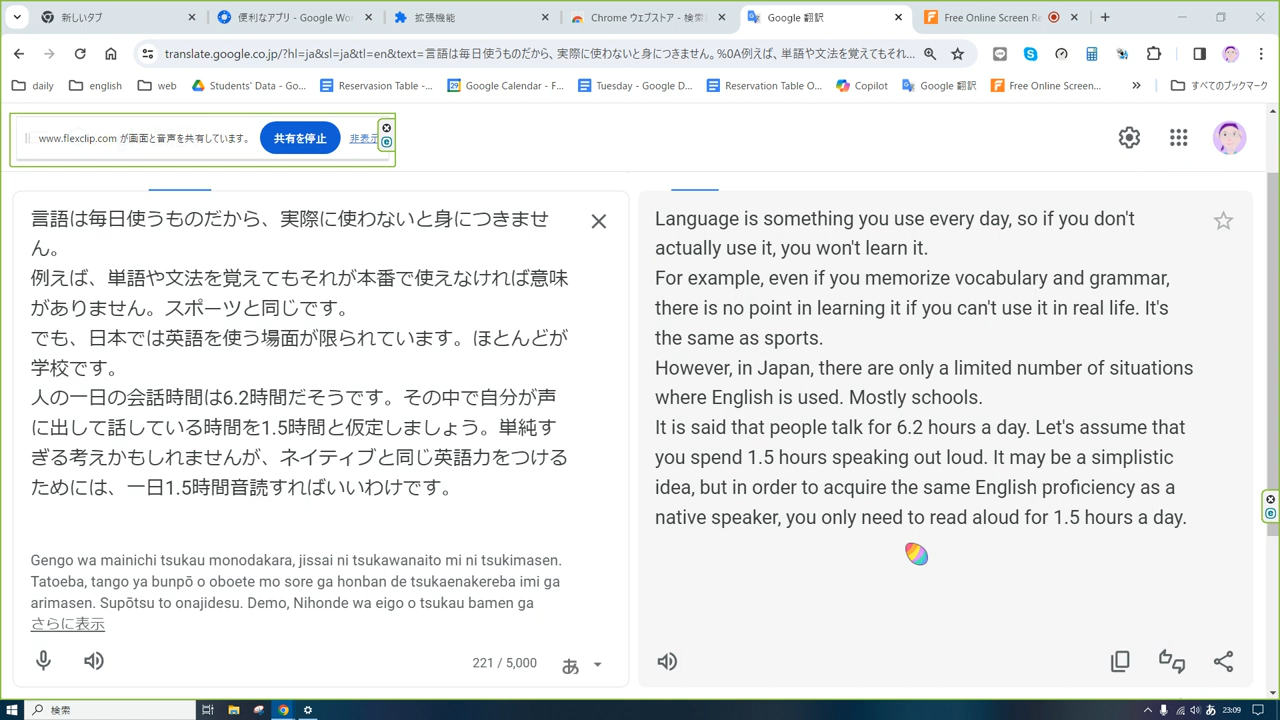 新しいタブ
便利なアプリ - Google Wo
拡張機能
Chrome ウェブストア - 検索
Google 翻訳
Free Online Screen Re
translate.google.co.jp/?hl=ja&sl=ja&tl=en&text=言語は毎日使うものだから、実際に使わないと身につきません。%0A例えば、単語や文法を覚えてもそれ...
daily
english
web
Students' Data - Go...
Reservasion Table -...
Google Calendar - F...
Tuesday - Google D...
Reservation Table O...
Copilot
Google 翻訳
Free Online Screen...
»
すべてのブックマーク
www.flexclip.com が画面と音声を共有しています。
共有を停止
非表示
言語は毎日使うものだから、実際に使わないと身につきませ
ん。
例えば、単語や文法を覚えてもそれが本番で使えなければ意味
がありません。スポーツと同じです。
でも、日本では英語を使う場面が限られています。ほとんどが
学校です。
人の一日の会話時間は6.2時間だそうです。その中で自分が声
に出して話している時間を1.5時間と仮定しましょう。単純す
ぎる考えかもしれませんが、ネイティブと同じ英語力をつける
ためには、一日1.5時間音読すればいいわけです。
Gengo wa mainichi tsukau monodakara, jissai ni tsukawanaito mi ni tsukimasen.
Tatoeba, tango ya bunpō o oboete mo sore ga honban de tsukaenakereba imi ga
arimasen. Supōtsu to onajidesu. Demo, Nihonde wa eigo o tsukau bamen ga
さらに表示
221 / 5,000
あ
Language is something you use every day, so if you don't
actually use it, you won't learn it.
For example, even if you memorize vocabulary and grammar,
there is no point in learning it if you can't use it in real life. It's
the same as sports.
However, in Japan, there are only a limited number of situations
where English is used. Mostly schools.
It is said that people talk for 6.2 hours a day. Let's assume that
you spend 1.5 hours speaking out loud. It may be a simplistic
idea, but in order to acquire the same English proficiency as a
native speaker, you only need to read aloud for 1.5 hours a day.
検索
あ
23:09